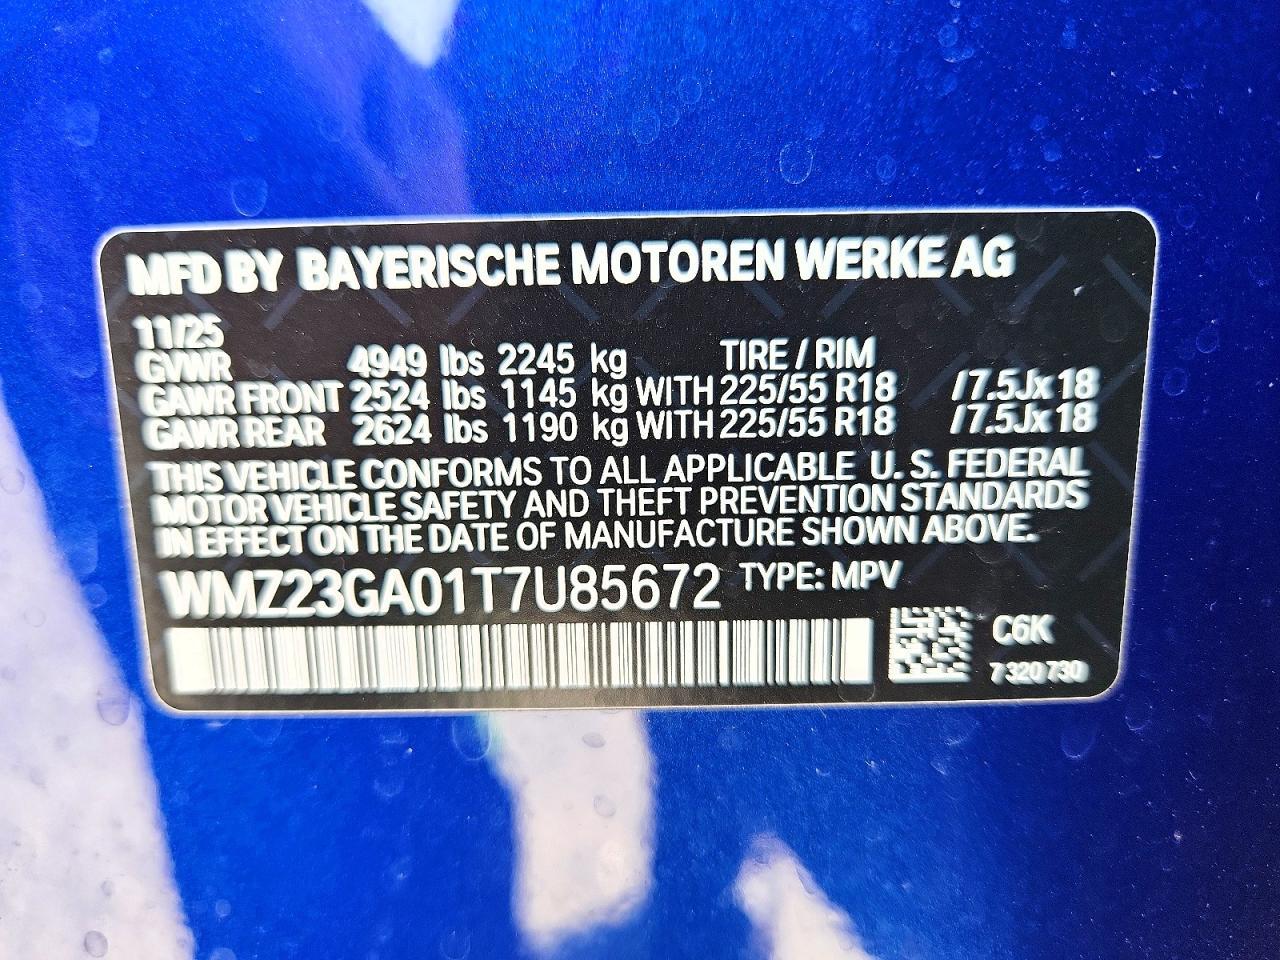 MFD BY BAYERISCHE MOTOREN WERKE AG
11/25
GVWR 4949 lbs 2245 kg TIRE / RIM
GAWR FRONT 2524 lbs 1145 kg WITH 225/55 R18 /7.5Jx18
GAWR REAR 2624 lbs 1190 kg WITH 225/55 R18 /7.5Jx18
THIS VEHICLE CONFORMS TO ALL APPLICABLE U. S. FEDERAL
MOTOR VEHICLE SAFETY AND THEFT PREVENTION STANDARDS
IN EFFECT ON THE DATE OF MANUFACTURE SHOWN ABOVE.
WMZ23GA01T7U85672 TYPE: MPV
C6K
7 320 730